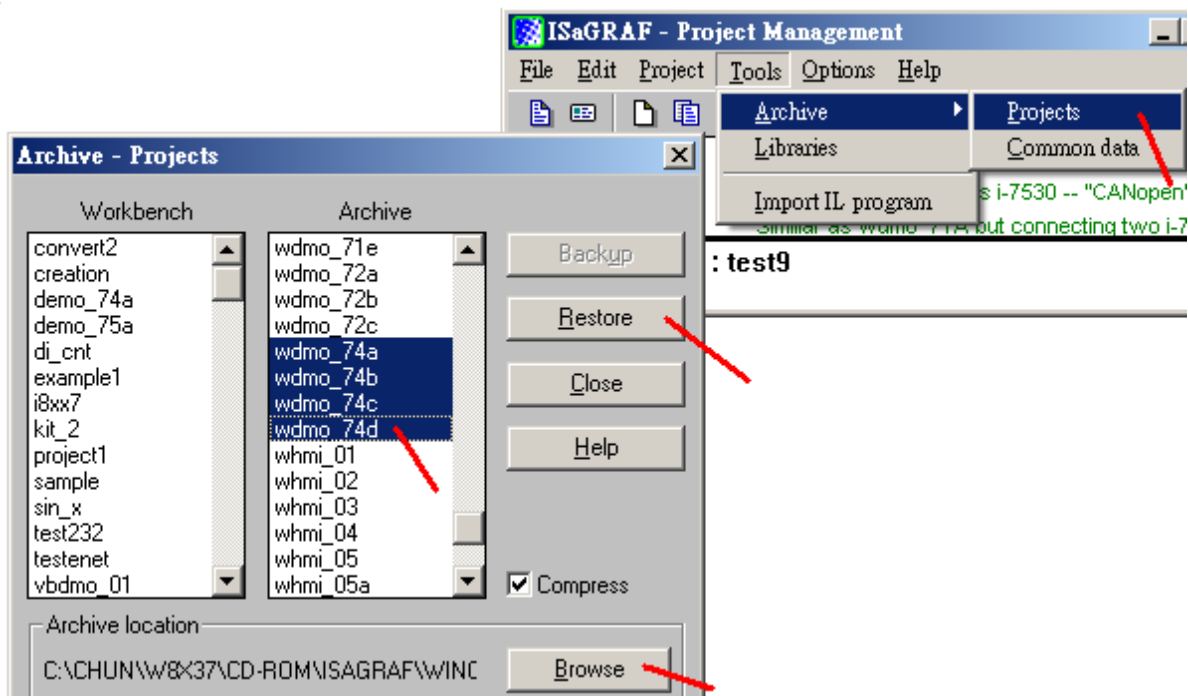 ISaGRAF - Project Management
File Edit Project Tools Options Help
Archive
Libraries
Import IL program
Projects
Common data
s i-7530 -- "CANopen"
but connecting two i-7
: test9
Archive - Projects
Workbench
convert2
creation
demo_74a
demo_75a
di_cnt
example1
i8xx7
kit_2
project1
sample
sin_x
test232
testenet
vbdmo_01
Archive
wdmo_71e
wdmo_72a
wdmo_72b
wdmo_72c
wdmo_74a
wdmo_74b
wdmo_74c
wdmo_74d
whmi_01
whmi_02
whmi_03
whmi_04
whmi_05
whmi_05a
Backup
Restore
Close
Help
Compress
Archive location
C:\CHUN\W8X37\CD-ROM\ISAGRAF\WINC
Browse